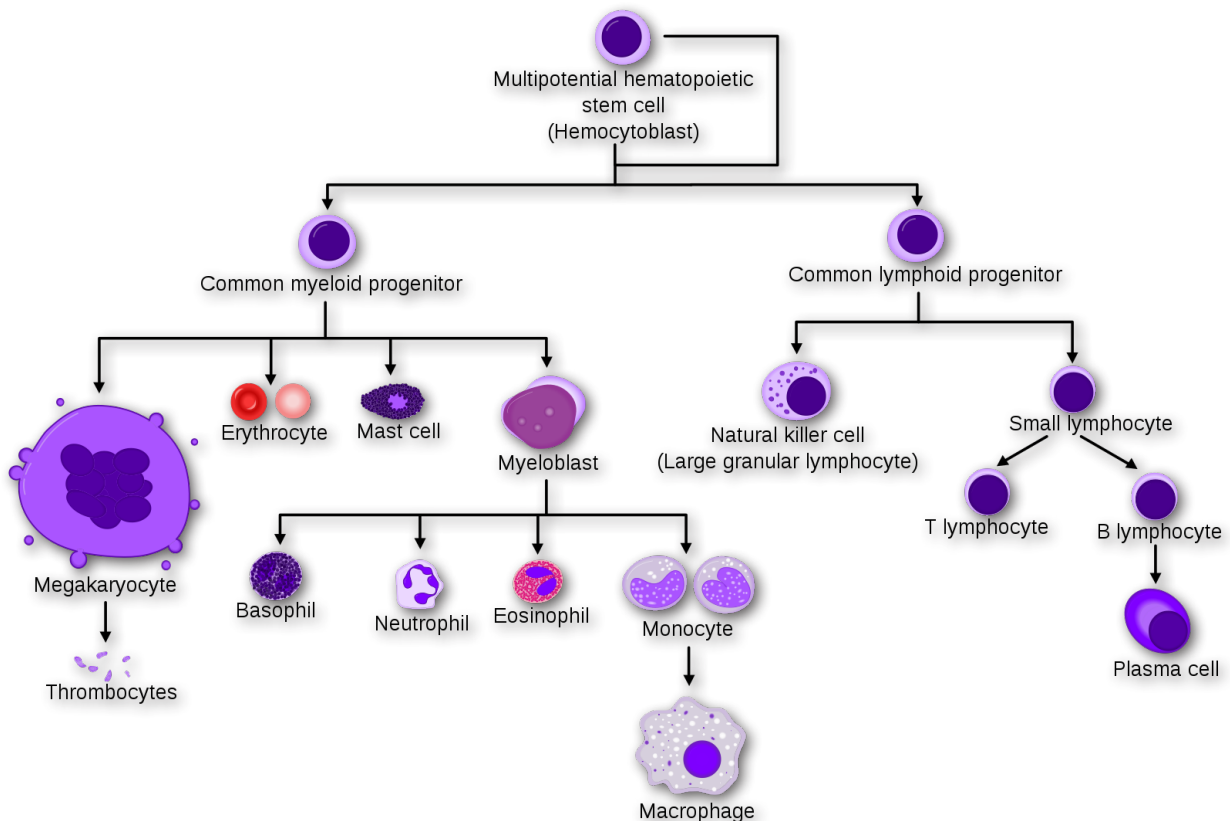 Multipotential hematopoietic
stem cell
(Hemocytoblast)
Common myeloid progenitor
Common lymphoid progenitor
Erythrocyte
Mast cell
Myeloblast
Natural killer cell
(Large granular lymphocyte)
Small lymphocyte
T lymphocyte
B lymphocyte
Megakaryocyte
Basophil
Neutrophil
Eosinophil
Monocyte
Plasma cell
Thrombocytes
Macrophage